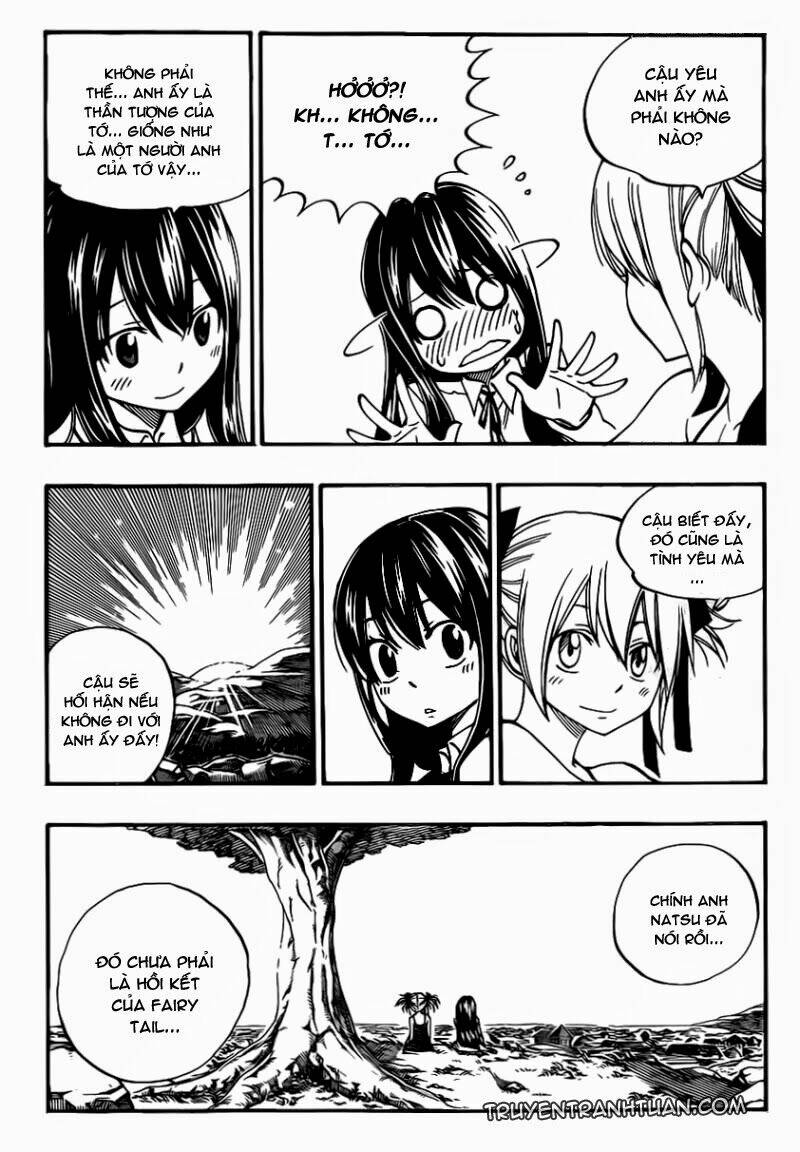 CẬU YÊU
ANH ẤY MÀ
PHẢI KHÔNG
NÀO?
HỞỞỞ?!
KH... KHÔNG...
T... TỚ...
KHÔNG PHẢI
THẾ... ANH ẤY LÀ
THẦN TƯỢNG CỦA
TỚ... GIỐNG NHƯ
LÀ MỘT NGƯỜI ANH
CỦA TỚ VẬY...
CẬU BIẾT ĐẤY,
ĐÓ CŨNG LÀ
TÌNH YÊU MÀ
...
CẬU SẼ
HỐI HẬN NẾU
KHÔNG ĐI VỚI
ANH ẤY ĐẤY!
CHÍNH ANH
NATSU ĐÃ
NÓI RỒI...
ĐÓ CHƯA PHẢI
LÀ HỒI KẾT
CỦA FAIRY
TAIL...
TRUYENTRANHTUAN.COM